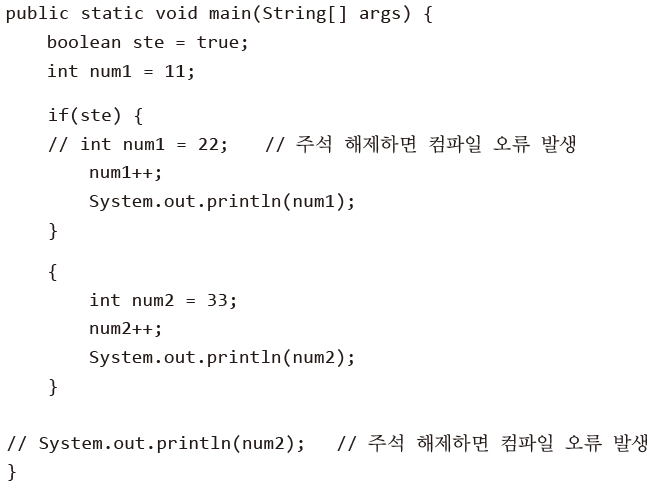 public static void main(String[] args) {
    boolean ste = true;
    int num1 = 11;
    if(ste) {
    // int num1 = 22;   // 주석 해제하면 컴파일 오류 발생
        num1++;
        System.out.println(num1);
    }
    {
        int num2 = 33;
        num2++;
        System.out.println(num2);
    }
// System.out.println(num2);   // 주석 해제하면 컴파일 오류 발생
}